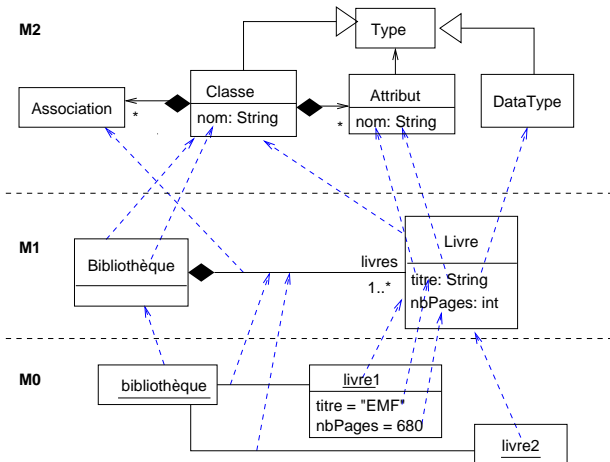 M2
Type
Classe
nom: String
Association
*
Attribut
nom: String
*
DataType
M1
Bibliothèque
livres
1..*
Livre
titre: String
nbPages: int
M0
bibliothèque
livre1
titre = "EMF"
nbPages = 680
livre2